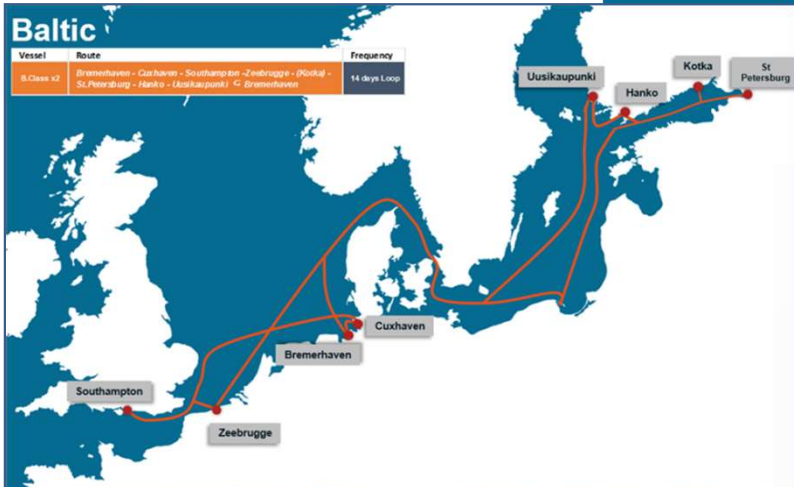 Baltic
Vessel Route Frequency
B.Class x2 Bremerhaven - Cuxhaven - Southampton -Zeebrugge - (Kotka) - St.Petersburg - Hanko - Uusikaupunki Bremerhaven 14 days Loop
Uusikaupunki
Hanko
Kotka
St
Petersburg
Cuxhaven
Bremerhaven
Southampton
Zeebrugge